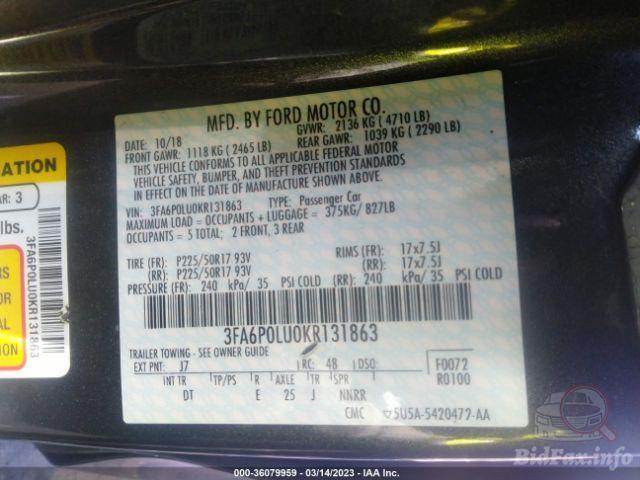 MFD. BY FORD MOTOR CO.
DATE: 10/18 GVWR: 2136 KG ( 4710 LB)
FRONT GAWR: 1118 KG ( 2465 LB) REAR GAWR: 1039 KG ( 2290 LB)
THIS VEHICLE CONFORMS TO ALL APPLICABLE FEDERAL MOTOR
VEHICLE SAFETY, BUMPER, AND THEFT PREVENTION STANDARDS
IN EFFECT ON THE DATE OF MANUFACTURE SHOWN ABOVE.
VIN: 3FA6P0LU0KR131863 TYPE: Passenger Car
MAXIMUM LOAD = OCCUPANTS + LUGGAGE = 375KG/ 827LB
OCCUPANTS = 5 TOTAL; 2 FRONT, 3 REAR
TIRE (FR): P225/50R17 93V RIMS (FR): 17x7.5J
(RR): P225/50R17 93V (RR): 17x7.5J
PRESSURE (FR): 240 kPa/ 35 PSI COLD (RR): 240 kPa/ 35 PSI COLD
3FA6P0LU0KR131863
TRAILER TOWING - SEE OWNER GUIDE
EXT PNT: J7 RC: 48 DSO: F0072
R0100
INT TR TP/PS R AXLE TR SPR
DT E 25 J NNRR
CMC 5U5A-5420472-AA
ATION
AR: 3
lbs.
RS
OR
3FA6P0LU0KR131863
000-36079959 - 03/14/2023 - IAA Inc.
BidFax.info